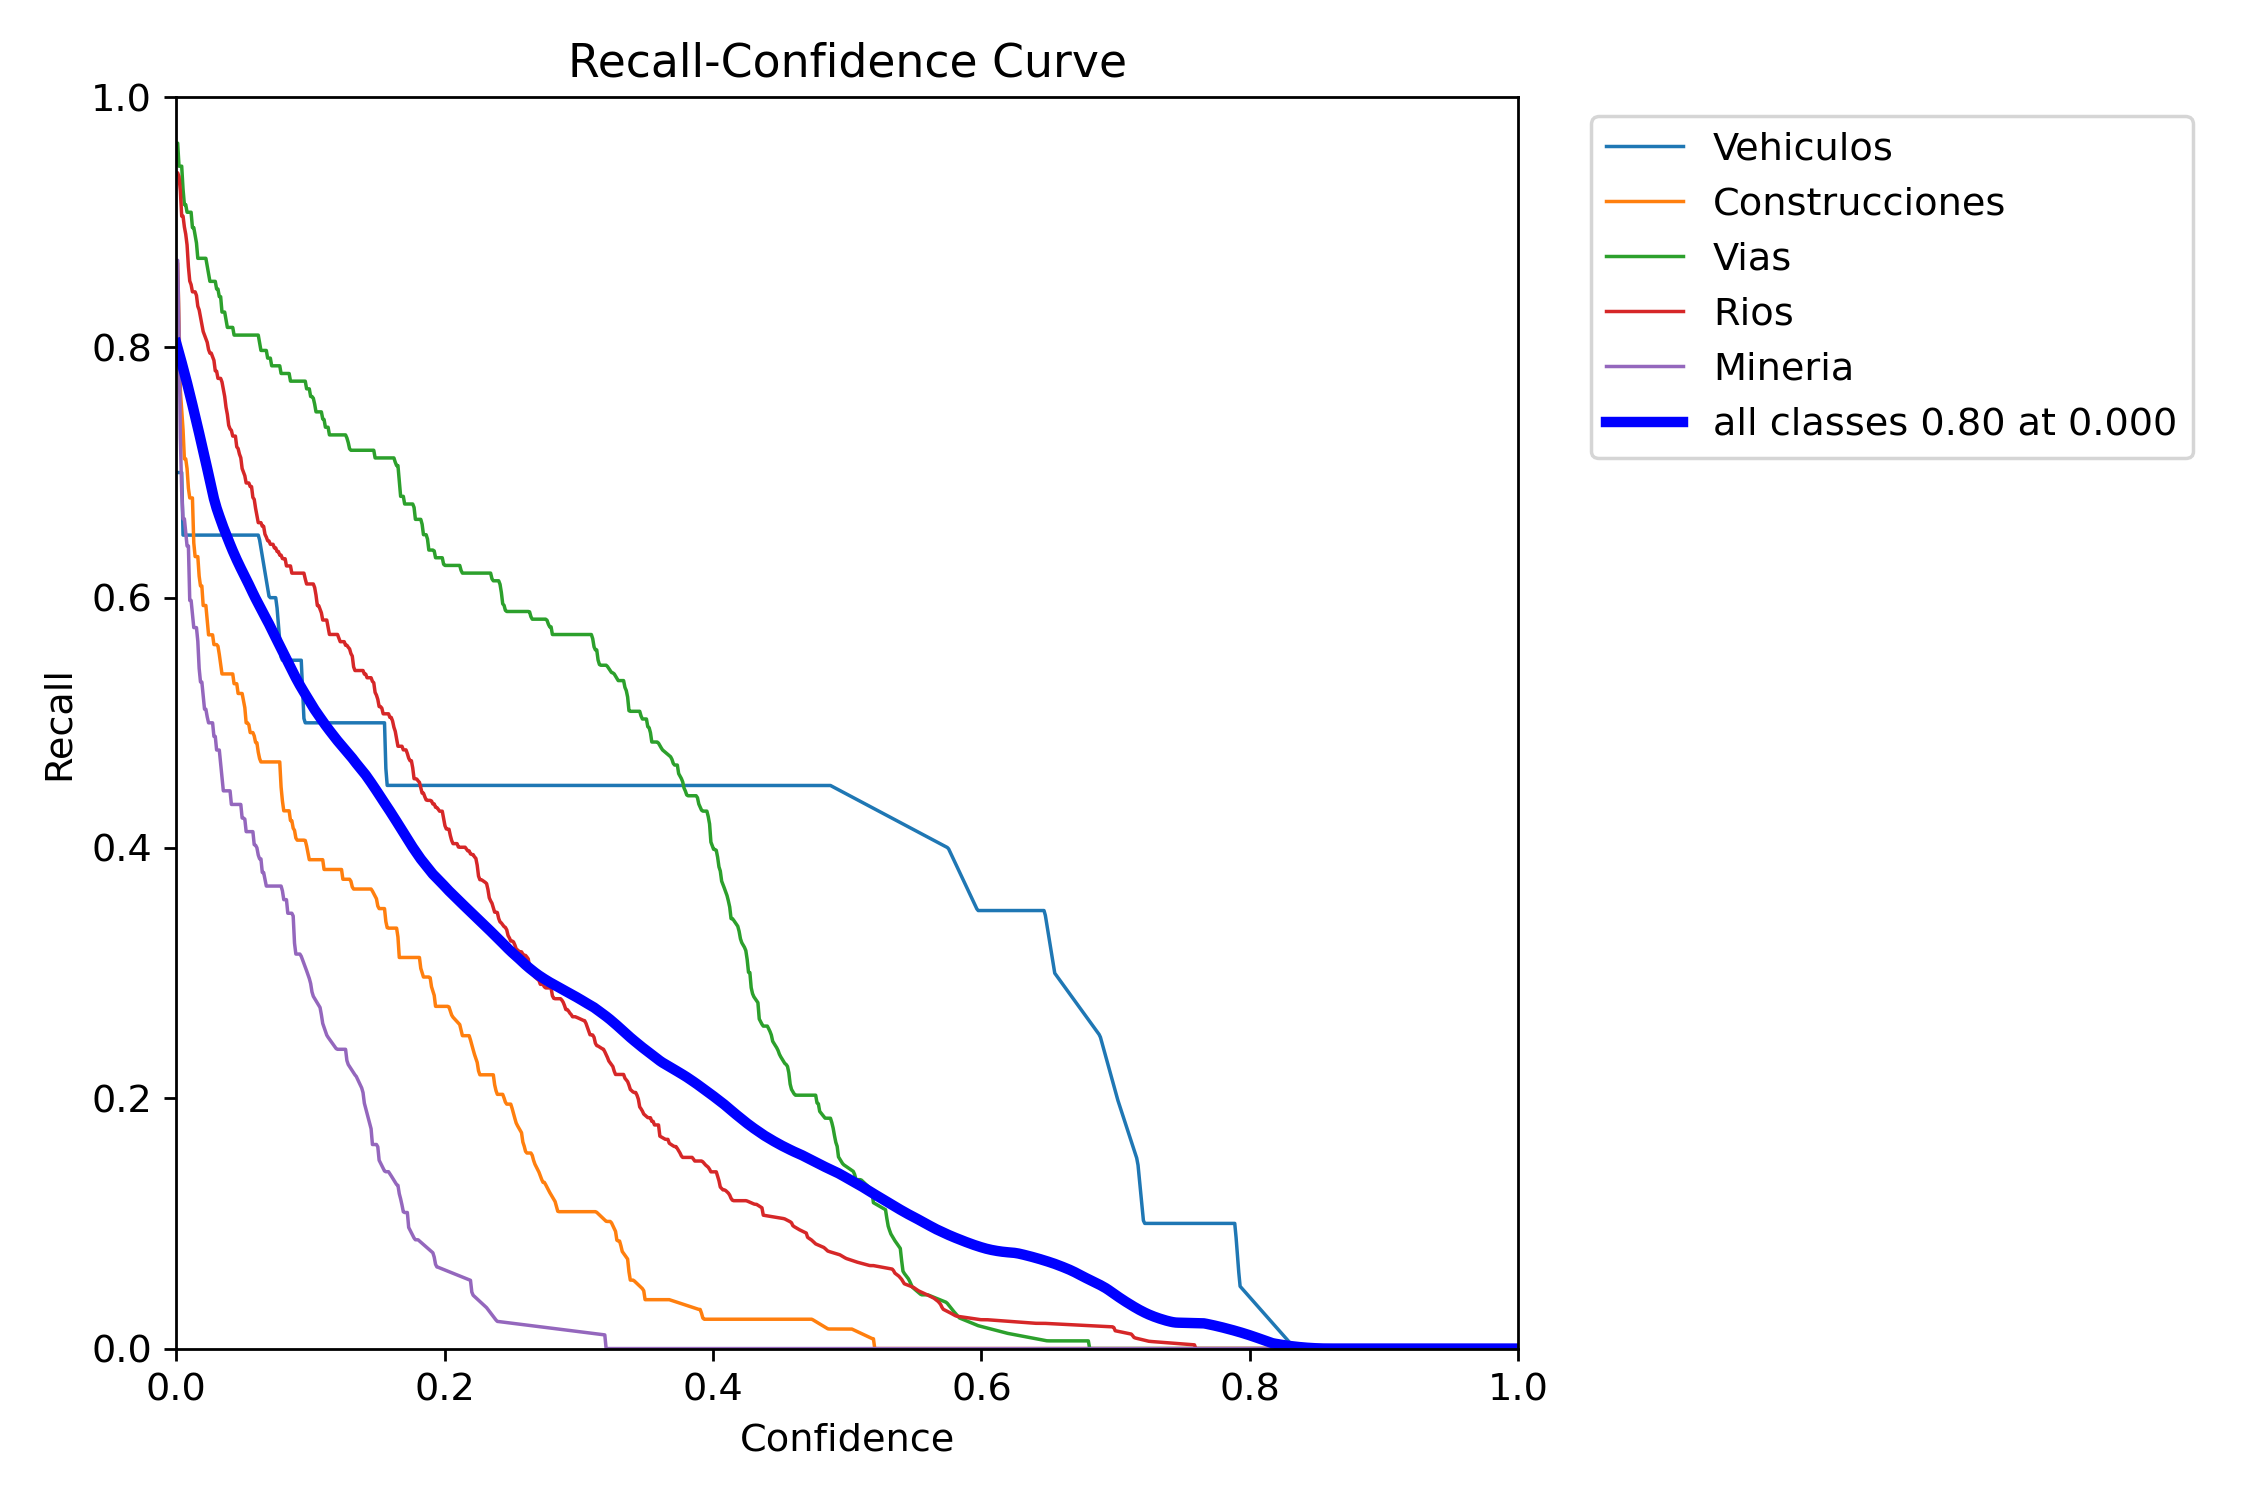 Recall-Confidence Curve
1.0
0.8
0.6
0.4
0.2
0.0
Recall
0.0 0.2 0.4 0.6 0.8 1.0
Confidence
Vehiculos
Construcciones
Vias
Rios
Mineria
all classes 0.80 at 0.000